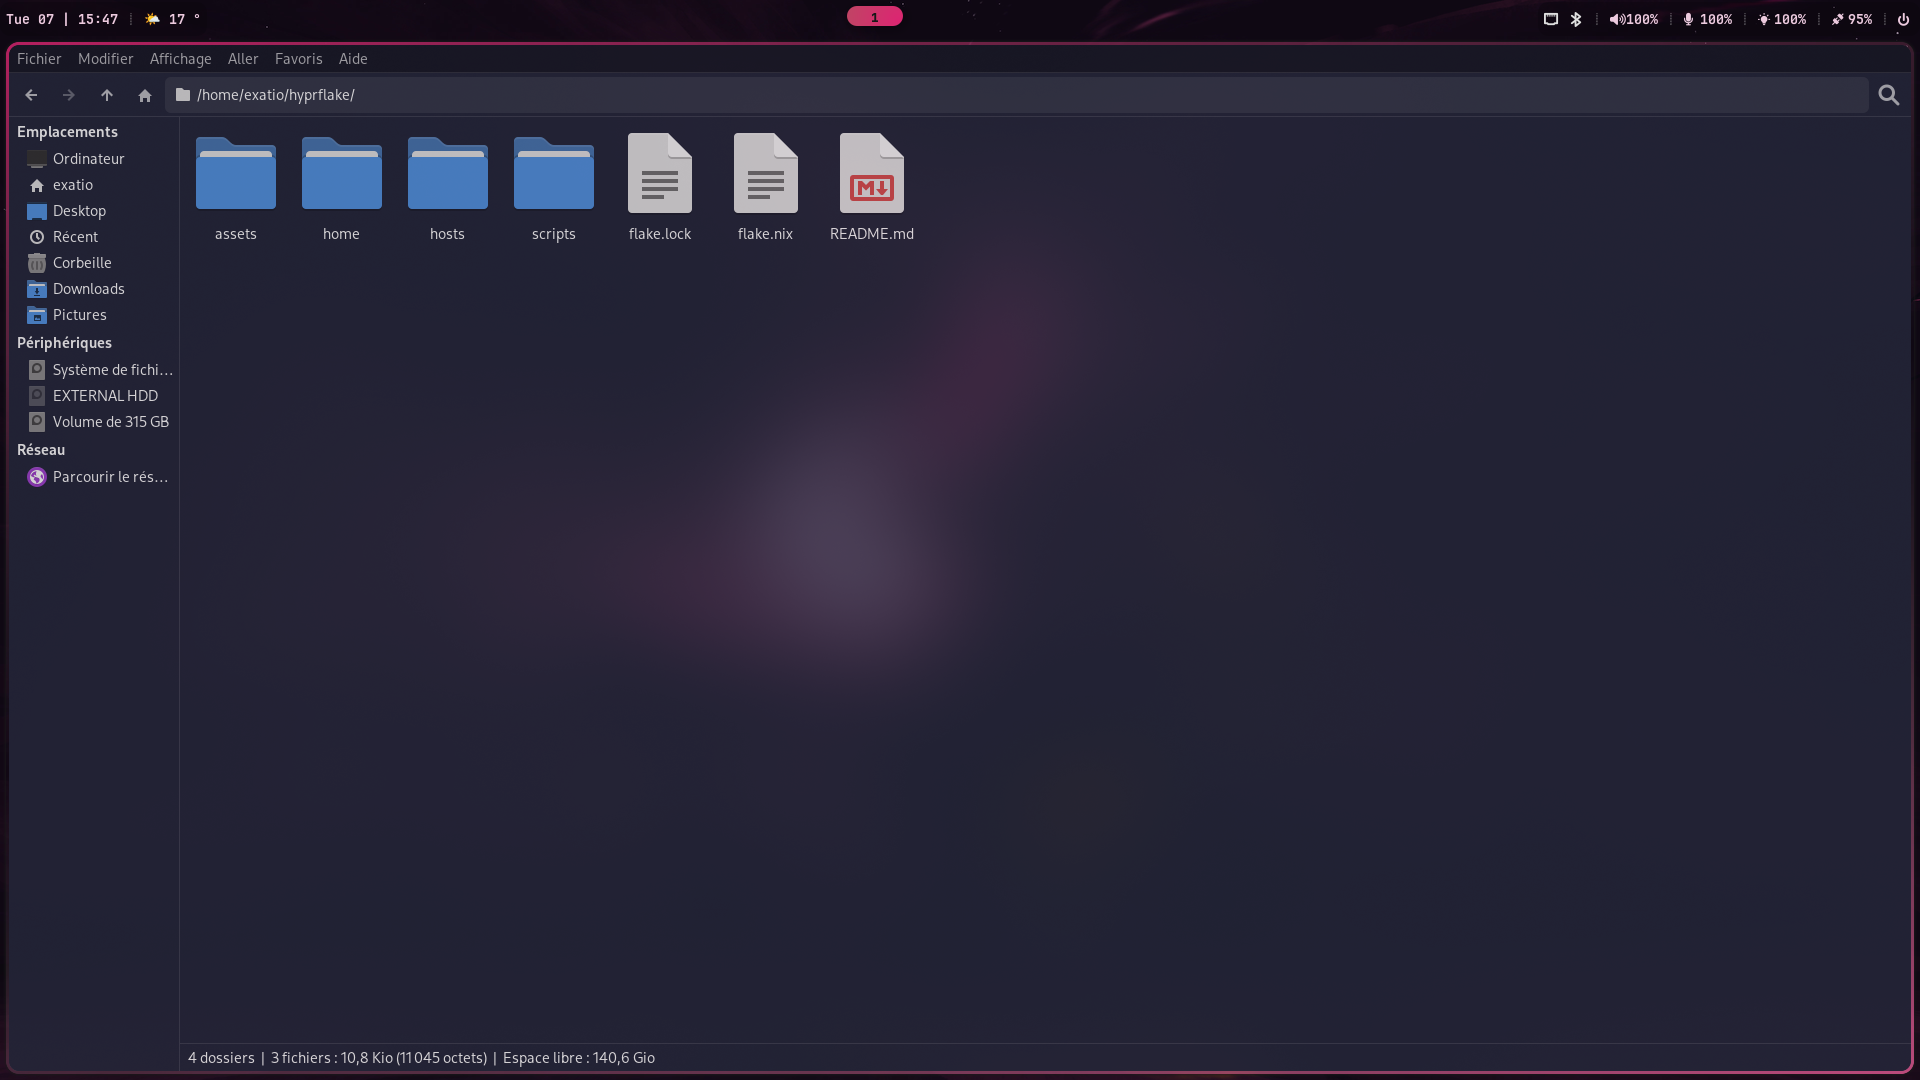 Tue 07 | 15:47 17 °
1
100% 100% 100% 95%
Fichier Modifier Affichage Aller Favoris Aide
/home/exatio/hyprflake/
Emplacements
Ordinateur
exatio
Desktop
Récent
Corbeille
Downloads
Pictures
Périphériques
Système de fichi…
EXTERNAL HDD
Volume de 315 GB
Réseau
Parcourir le rés…
assets home hosts scripts flake.lock flake.nix README.md
4 dossiers | 3 fichiers : 10,8 Kio (11 045 octets) | Espace libre : 140,6 Gio